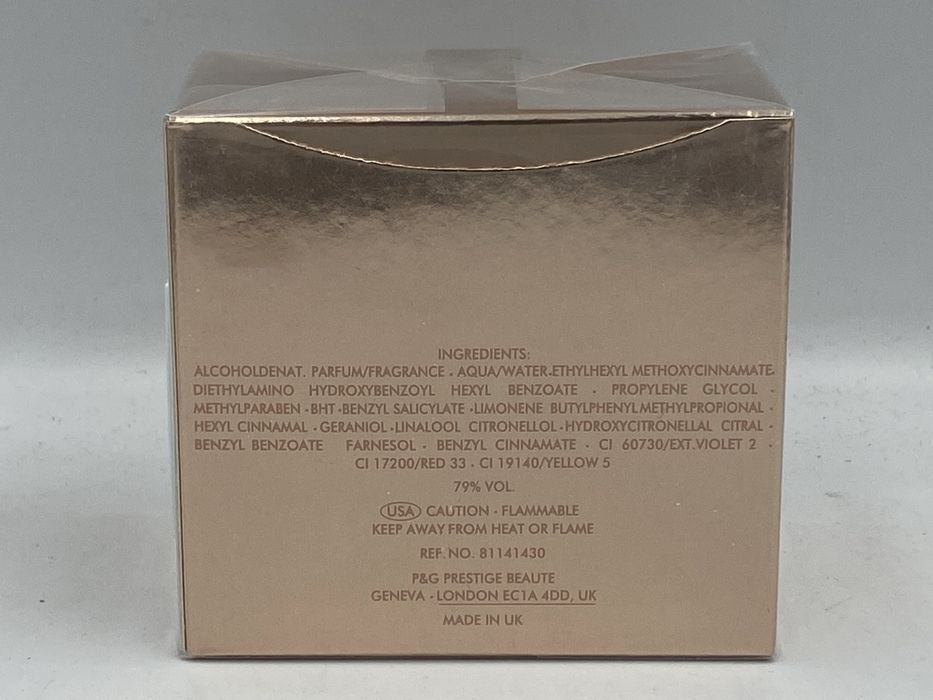 INGREDIENTS:
ALCOHOLDENAT. PARFUM/FRAGRANCE · AQUA/WATER·ETHYLHEXYL METHOXYCINNAMATE·
DIETHYLAMINO HYDROXYBENZOYL HEXYL BENZOATE · PROPYLENE GLYCOL ·
METHYLPARABEN ·BHT ·BENZYL SALICYLATE ·LIMONENE BUTYLPHENYL METHYLPROPIONAL ·
HEXYL CINNAMAL · GERANIOL ·LINALOOL CITRONELLOL ·HYDROXYCITRONELLAL CITRAL ·
BENZYL BENZOATE FARNESOL · BENZYL CINNAMATE · CI 60730/EXT.VIOLET 2 ·
CI 17200/RED 33 · CI 19140/YELLOW 5
79% VOL.
USA CAUTION - FLAMMABLE
KEEP AWAY FROM HEAT OR FLAME
REF. NO. 81141430
P&G PRESTIGE BEAUTE
GENEVA · LONDON EC1A 4DD, UK
MADE IN UK